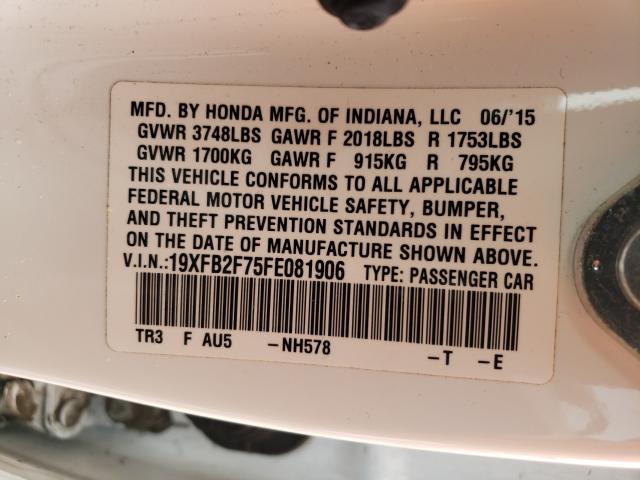 MFD. BY HONDA MFG. OF INDIANA, LLC 06/'15
GVWR 3748LBS GAWR F 2018LBS R 1753LBS
GVWR 1700KG GAWR F 915KG R 795KG
THIS VEHICLE CONFORMS TO ALL APPLICABLE
FEDERAL MOTOR VEHICLE SAFETY, BUMPER,
AND THEFT PREVENTION STANDARDS IN EFFECT
ON THE DATE OF MANUFACTURE SHOWN ABOVE.
V.I.N.:19XFB2F75FE081906 TYPE: PASSENGER CAR
TR3 F AU5 -NH578 -T -E